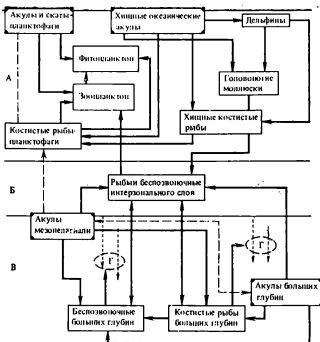 Акулы и скаты-
планктофаги
Хищные океанические
акулы
Дельфины
А
Фитопланктон
Головоногие
моллюски
Зоопланктон
Костистые рыбы-
планктофаги
Хищные костистые
рыбы
Б
Рыбы и беспозвоночные
интерзонального слоя
Акулы
мезопелагиали
Г
Г
В
Акулы больших
глубин
Беспозвоночные
больших глубин
Костистые рыбы
больших глубин